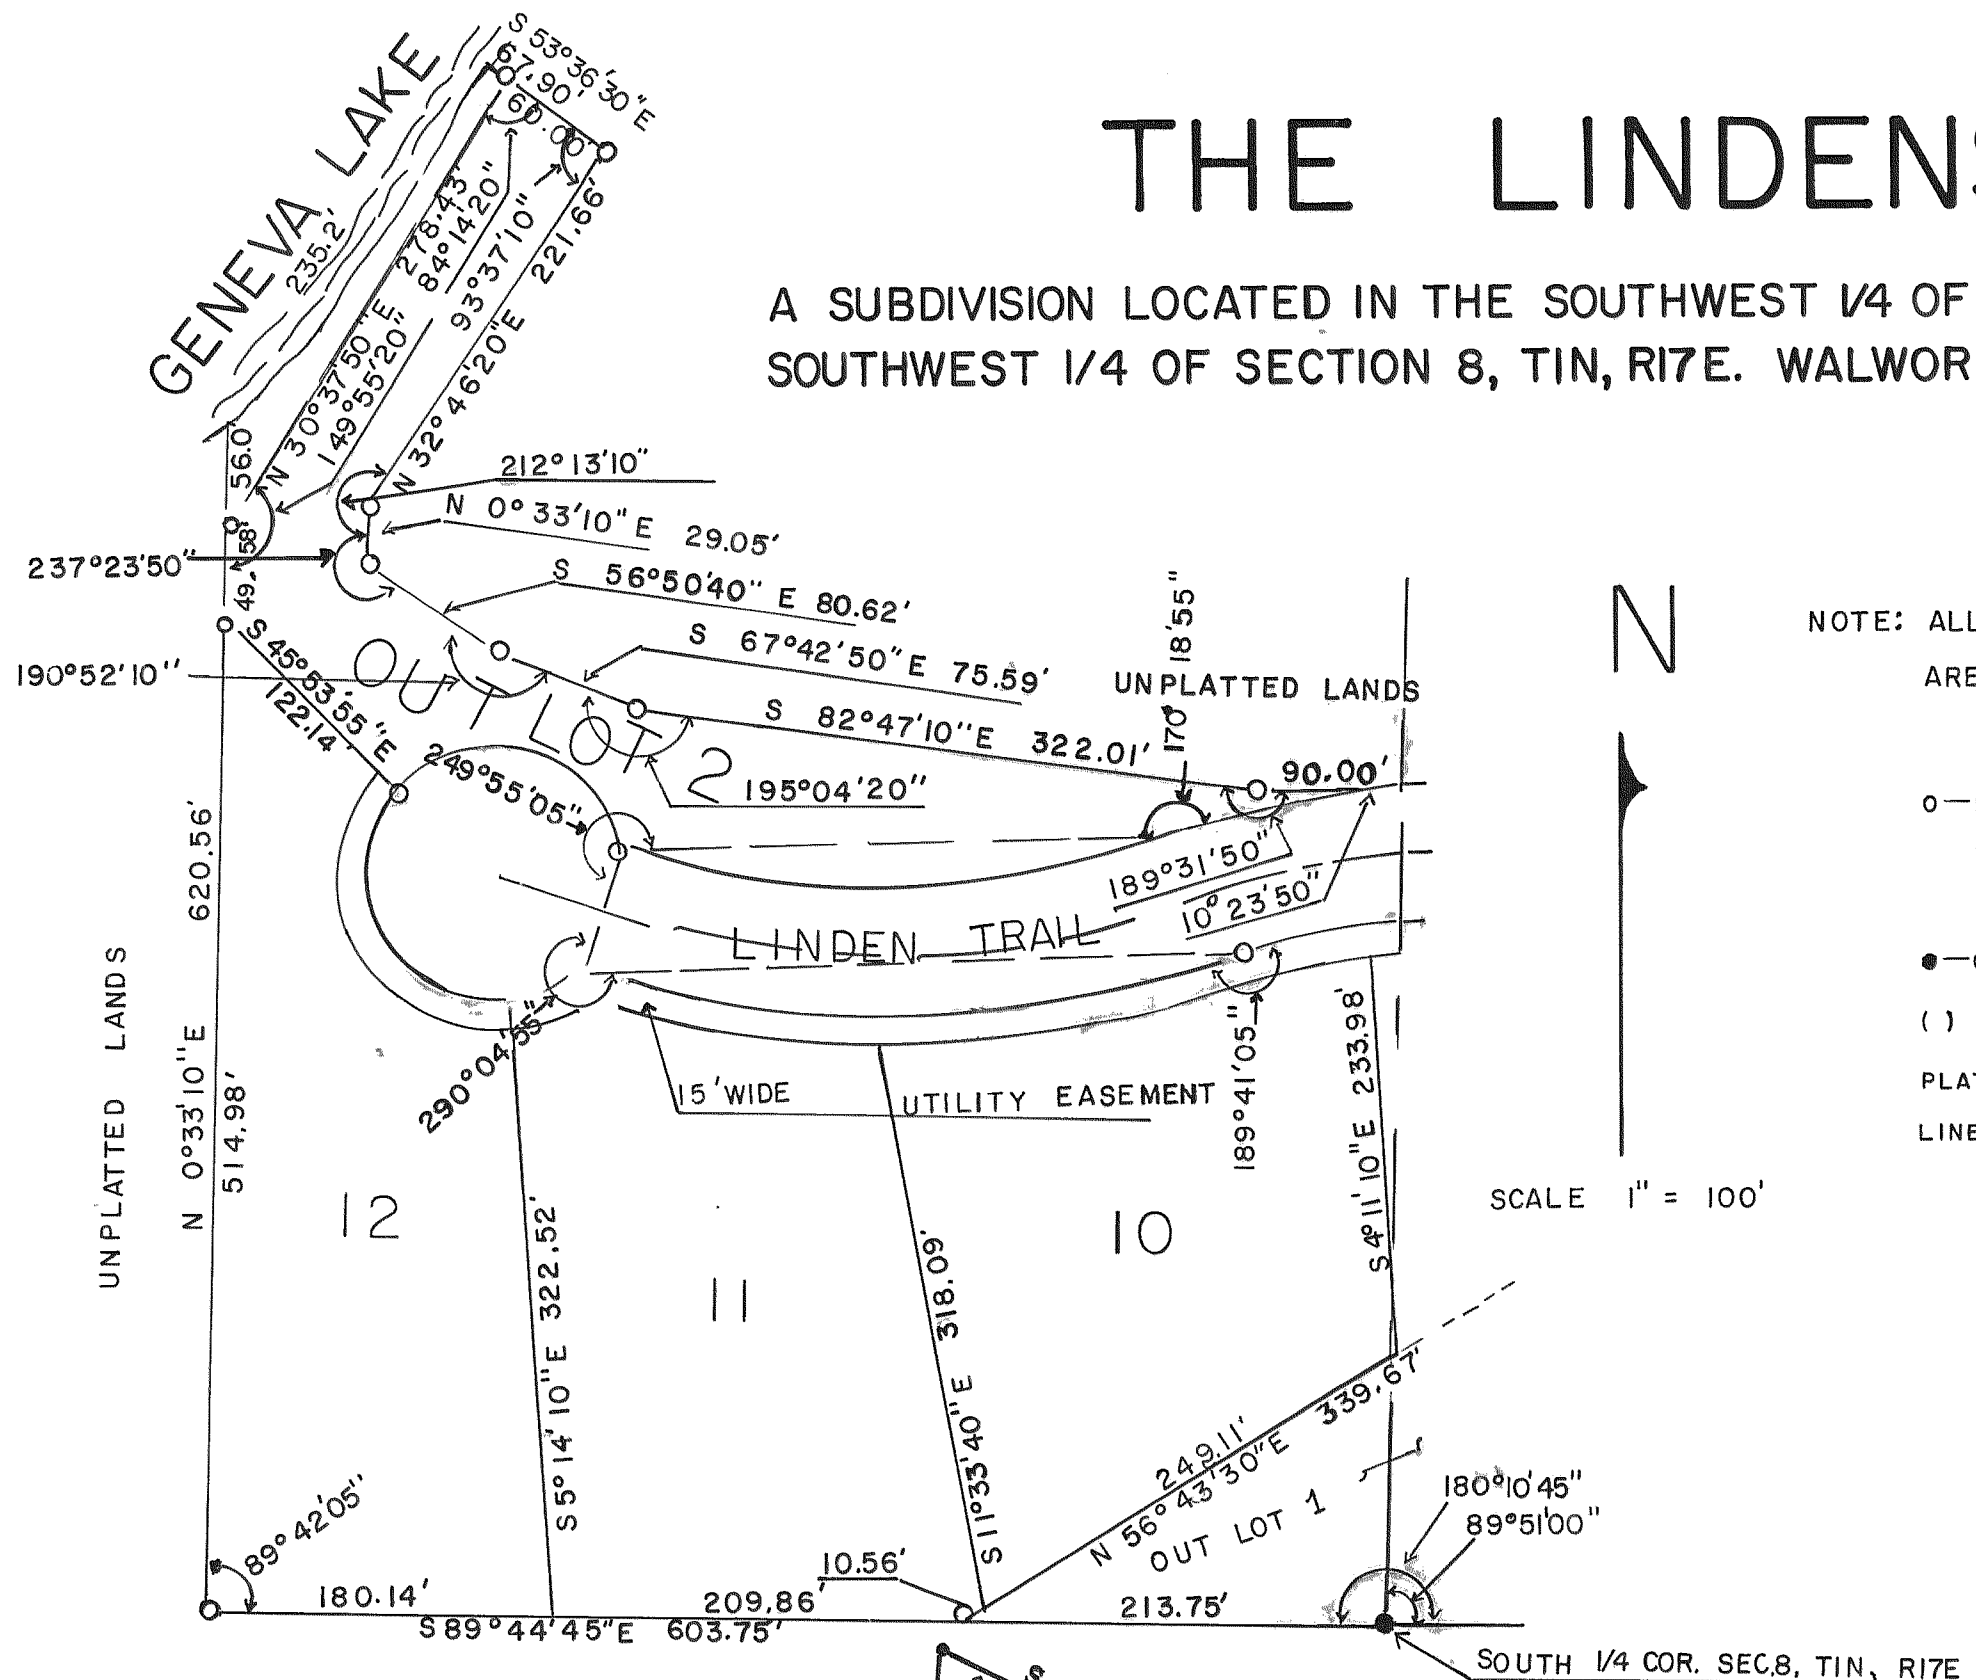 THE LINDENS
A SUBDIVISION LOCATED IN THE SOUTHWEST 1/4 OF
SOUTHWEST 1/4 OF SECTION 8, T1N, R17E. WALWOR
GENEVA LAKE
235.2'
S 53°36'30"E
67.90'
60.00'
N 30°37'50"E 278.43'
149°55'20"
84°14'20"
93°37'10"
N 32°46'20"E 221.66'
56.0'
49.58'
212°13'10"
N 0°33'10"E 29.05'
237°23'50"
S 56°50'40" E 80.62'
S 67°42'50"E 75.59'
190°52'10"
S 45°53'55"E
122.14'
OUT LOT 2
S 82°47'10"E 322.01'
170°18'55"
UNPLATTED LANDS
90.00'
249°55'05"
195°04'20"
189°31'50"
10°23'50"
LINDEN TRAIL
290°04'55"
15'WIDE UTILITY EASEMENT
189°41'05"
S4°11'10"E 233.98'
UNPLATTED LANDS
N 0°33'10"E 620.56'
514.98'
12
11
10
S5°14'10"E 322.52'
S11°33'40"E 318.09'
249.11'
N 56°43'30"E 339.67'
OUT LOT 1
89°42'05"
180.14'
209.86'
10.56'
213.75'
S89°44'45"E 603.75'
180°10'45"
89°51'00"
SOUTH 1/4 COR. SEC.8, T1N, R17E
N
SCALE 1" = 100'
NOTE: ALL
ARE
( )
PLAT
LINE